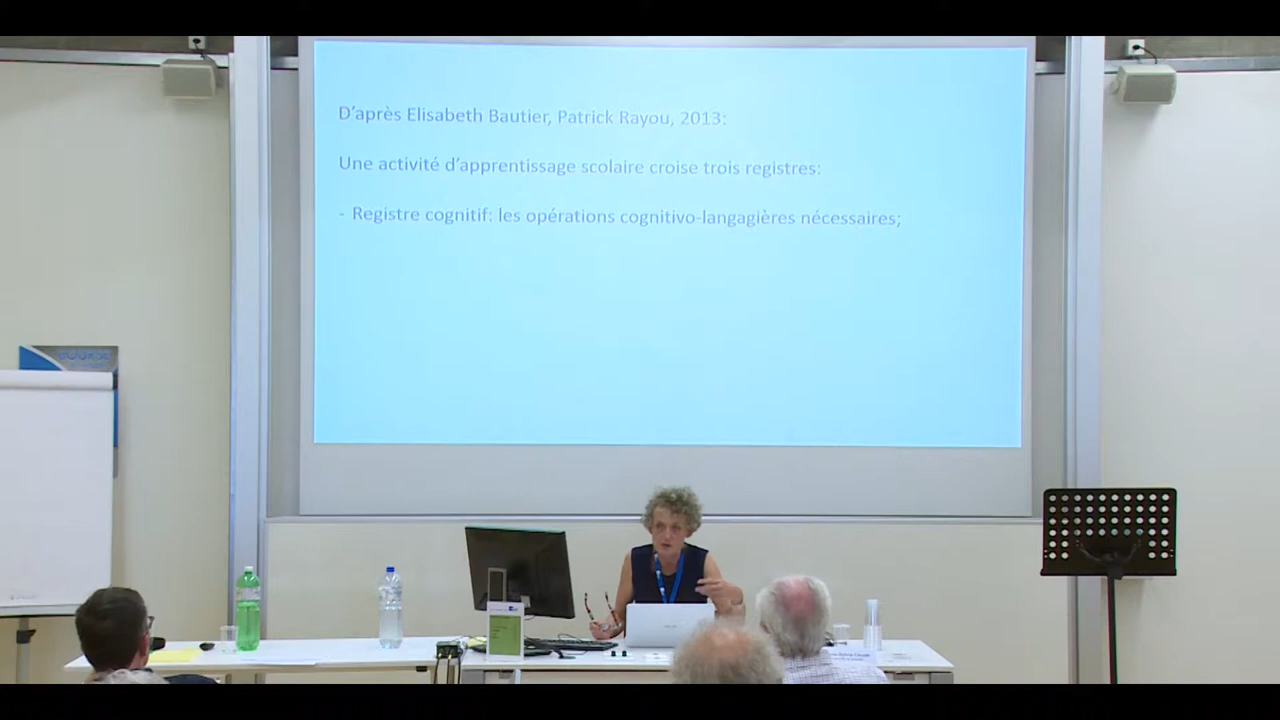 D'après Elisabeth Bautier, Patrick Rayou, 2013:
Une activité d'apprentissage scolaire croise trois registres:
- Registre cognitif: les opérations cognitivo-langagières nécessaires;